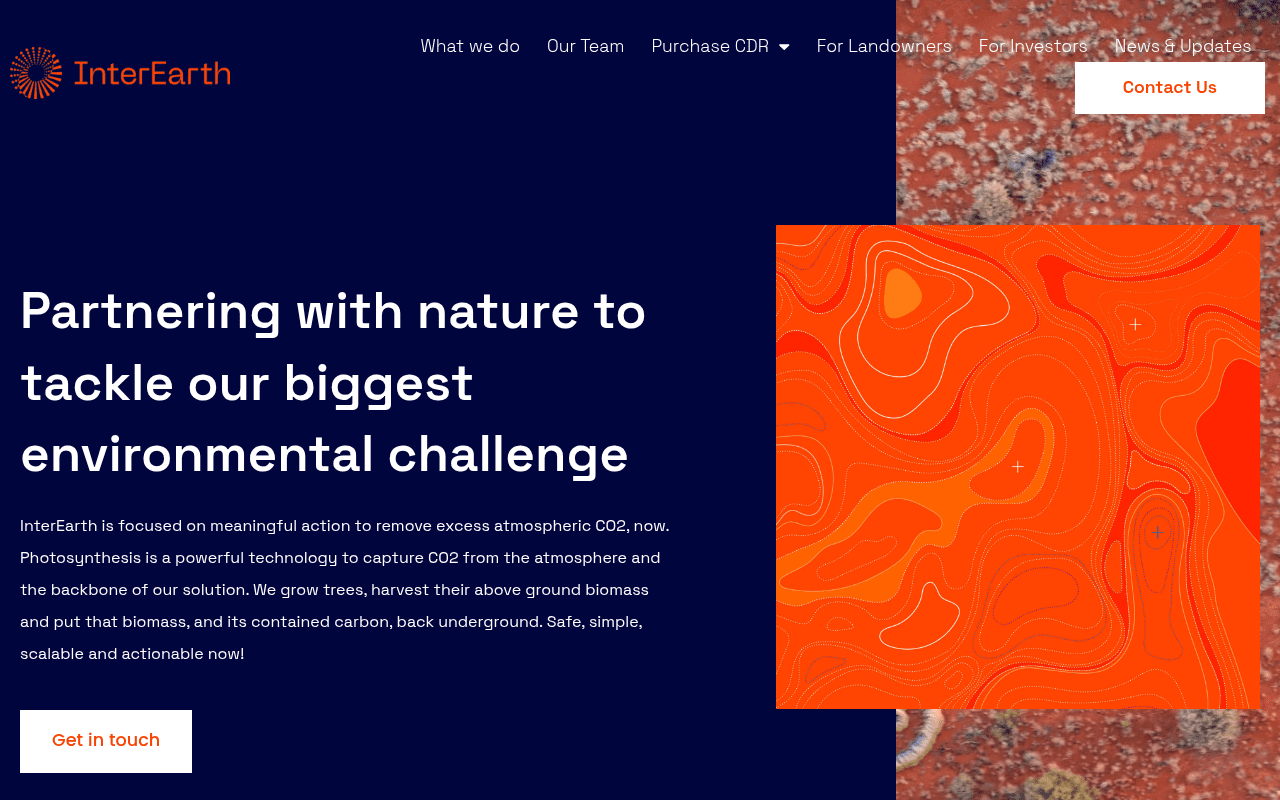 InterEarth
What we do
Our Team
Purchase CDR
For Landowners
For Investors
News & Updates
Contact Us
Partnering with nature to
tackle our biggest
environmental challenge
InterEarth is focused on meaningful action to remove excess atmospheric CO2, now.
Photosynthesis is a powerful technology to capture CO2 from the atmosphere and
the backbone of our solution. We grow trees, harvest their above ground biomass
and put that biomass, and its contained carbon, back underground. Safe, simple,
scalable and actionable now!
Get in touch